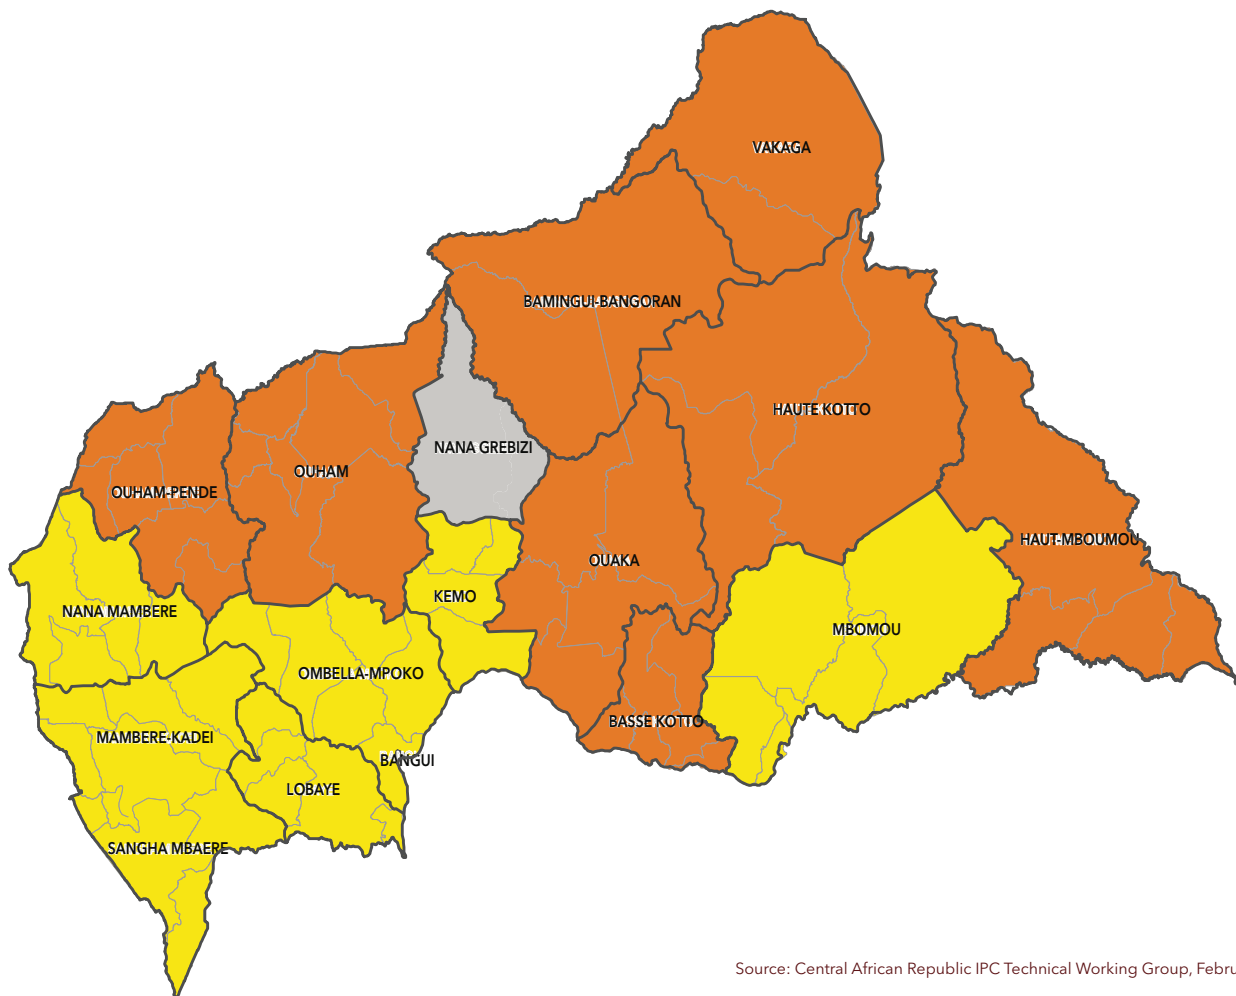 VAKAGA
BAMINGUI-BANGORAN
HAUTE KOTTO
NANA GREBIZI
OUHAM
OUHAM-PENDE
HAUT-MBOUMOU
OUAKA
KEMO
NANA MAMBERE
MBOMOU
OMBELLA-MPOKO
BASSE KOTTO
MAMBERE-KADEI
BANGUI
LOBAYE
SANGHA MBAERE
Source: Central African Republic IPC Technical Working Group, Febru